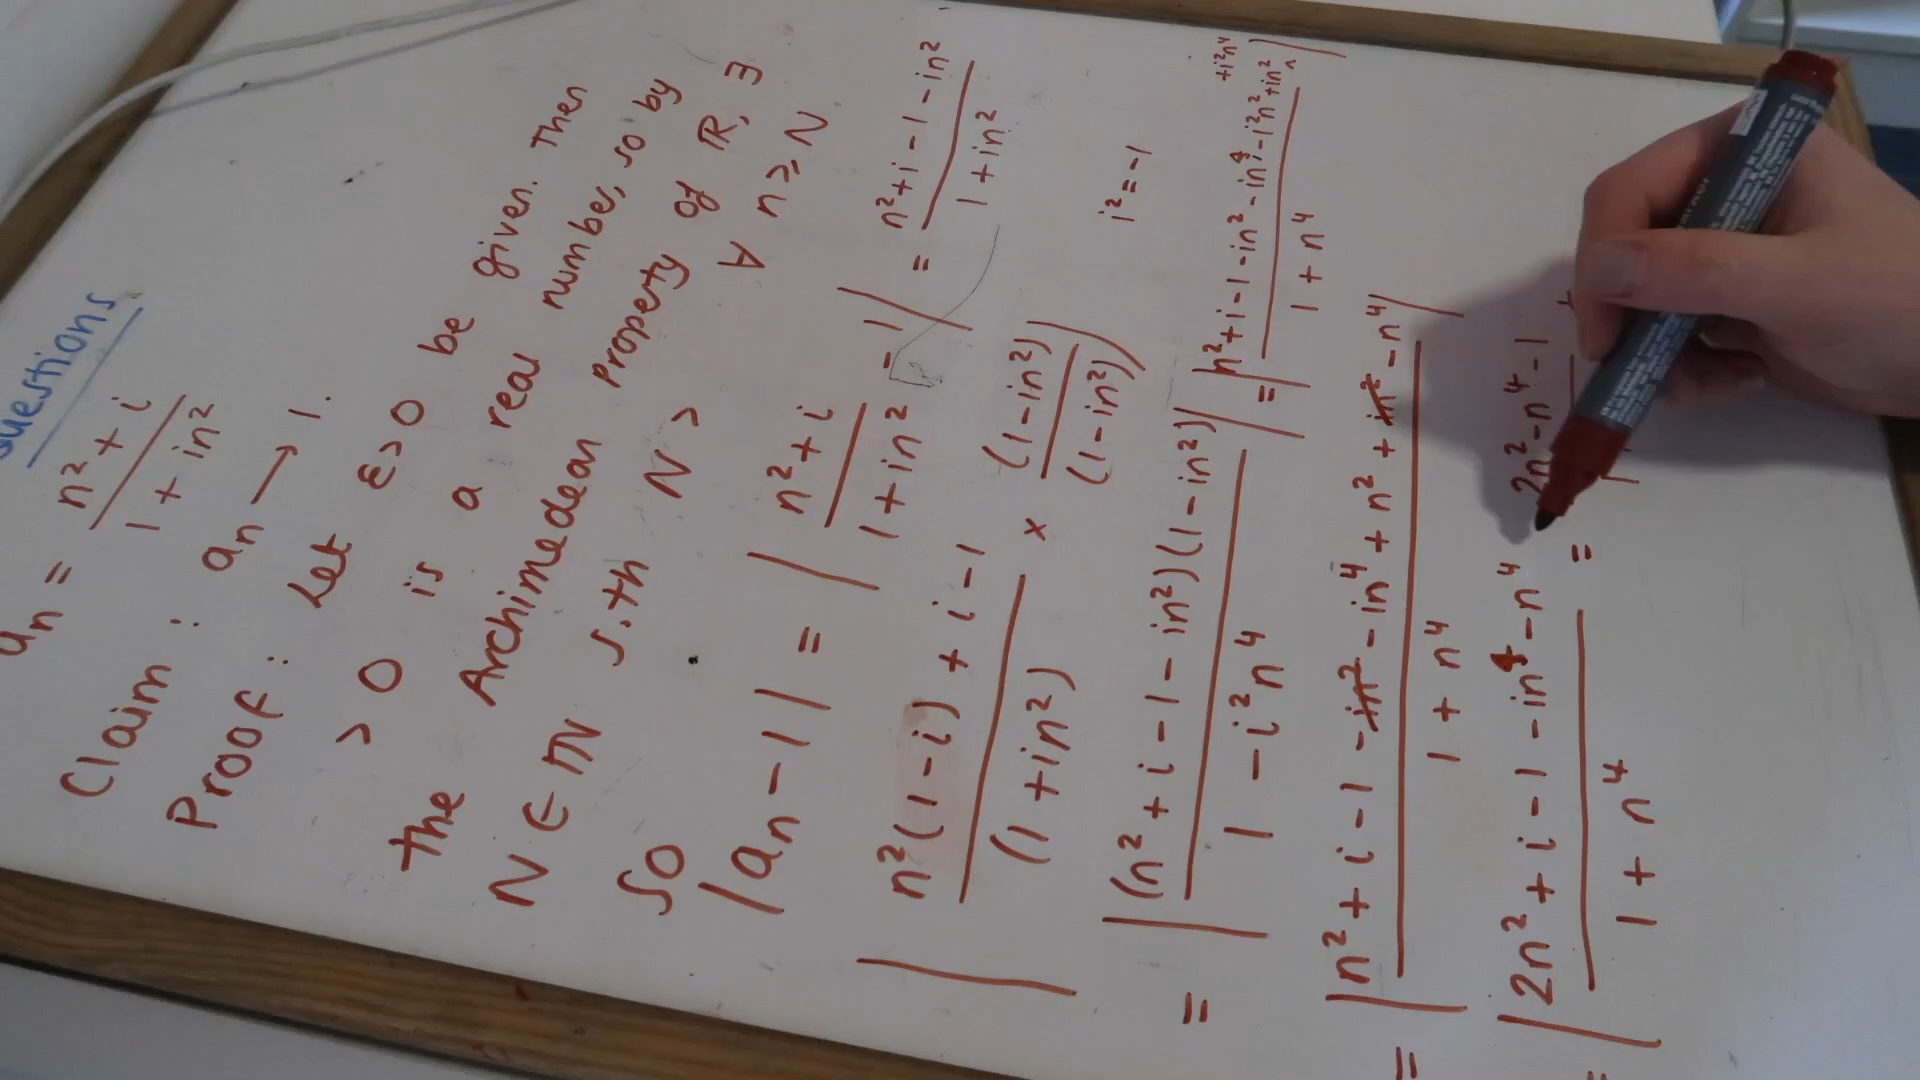 Questions
an = n² + i / 1 + in²
Claim : an → 1.
Proof : Let ε>0 be given. Then
> 0 is a real number, so by
the Archimedean Property of ℝ, ∃
N ∈ ℕ s.th N > ∀ n ≥ N
so
|an - 1| = | n² + i / 1 + in² - 1 | = n² + i - 1 - in² / 1 + in²
| n²(1 - i) + i - 1 / (1 + in²) × (1 - in²) / (1 - in²) |
i² = -1
= | (n² + i - 1 - in²)(1 - in²) / 1 - i²n⁴ | = | n² + i - 1 - in² - in⁴ - i²n² + in² + i²n⁴ / 1 + n⁴ |
= | n² + i - 1 - in² - in⁴ + n² + in² - n⁴ / 1 + n⁴ |
= | 2n² + i - 1 - in⁴ - n⁴ / 1 + n⁴ = 2n² - n⁴ - 1